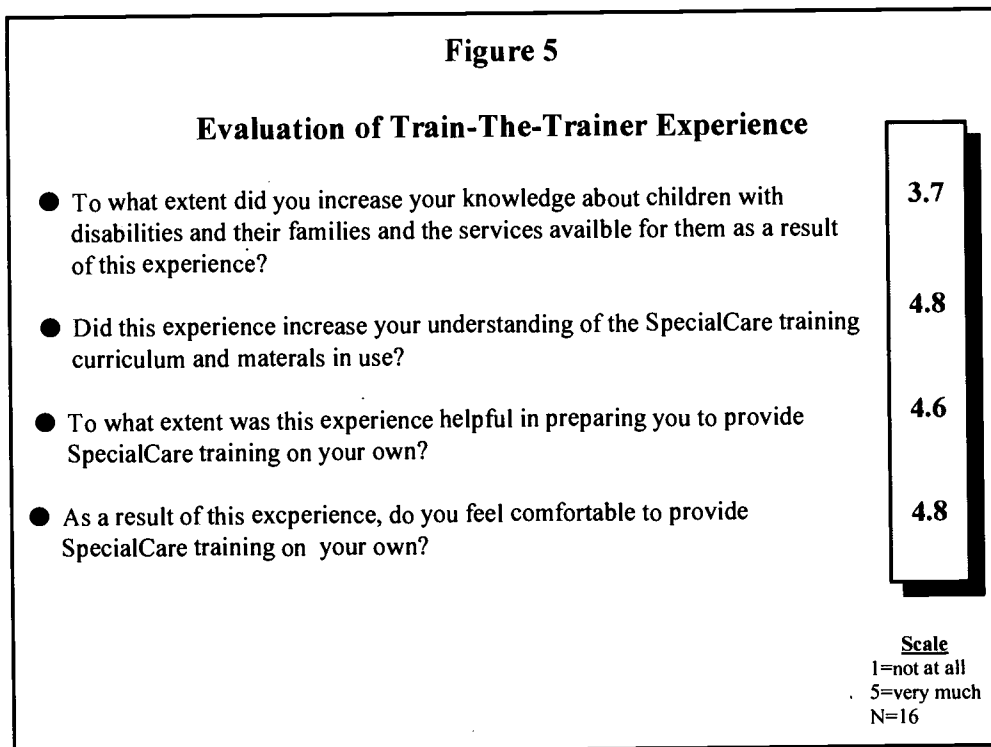 Figure 5
Evaluation of Train-The-Trainer Experience
● To what extent did you increase your knowledge about children with
disabilities and their families and the services availble for them as a result
of this experience?
3.7
● Did this experience increase your understanding of the SpecialCare training
curriculum and materals in use?
4.8
● To what extent was this experience helpful in preparing you to provide
SpecialCare training on your own?
4.6
● As a result of this excperience, do you feel comfortable to provide
SpecialCare training on your own?
4.8
Scale
1=not at all
5=very much
N=16